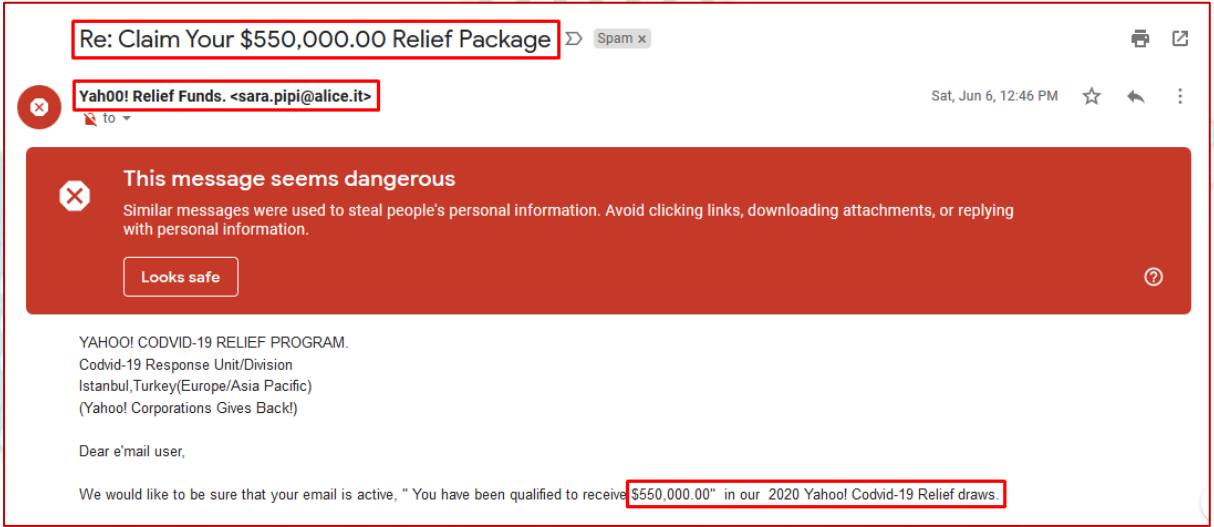 Re: Claim Your $550,000.00 Relief Package Spam x
Yah00! Relief Funds. <sara.pipi@alice.it> Sat, Jun 6, 12:46 PM
to
This message seems dangerous
Similar messages were used to steal people's personal information. Avoid clicking links, downloading attachments, or replying
with personal information.
Looks safe
YAHOO! CODVID-19 RELIEF PROGRAM.
Codvid-19 Response Unit/Division
Istanbul,Turkey(Europe/Asia Pacific)
(Yahoo! Corporations Gives Back!)
Dear e'mail user,
We would like to be sure that your email is active, " You have been qualified to receive $550,000.00" in our 2020 Yahoo! Codvid-19 Relief draws.